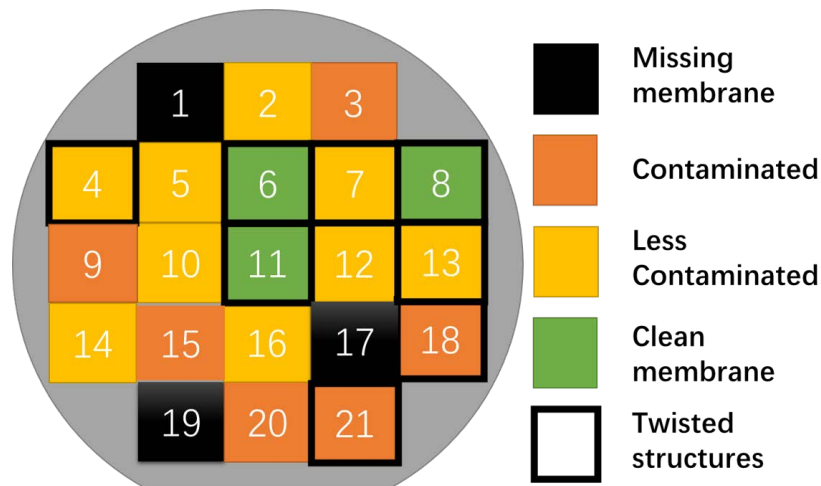 1 2 3
4 5 6 7 8
9 10 11 12 13
14 15 16 17 18
19 20 21
Missing
membrane
Contaminated
Less
Contaminated
Clean
membrane
Twisted
structures